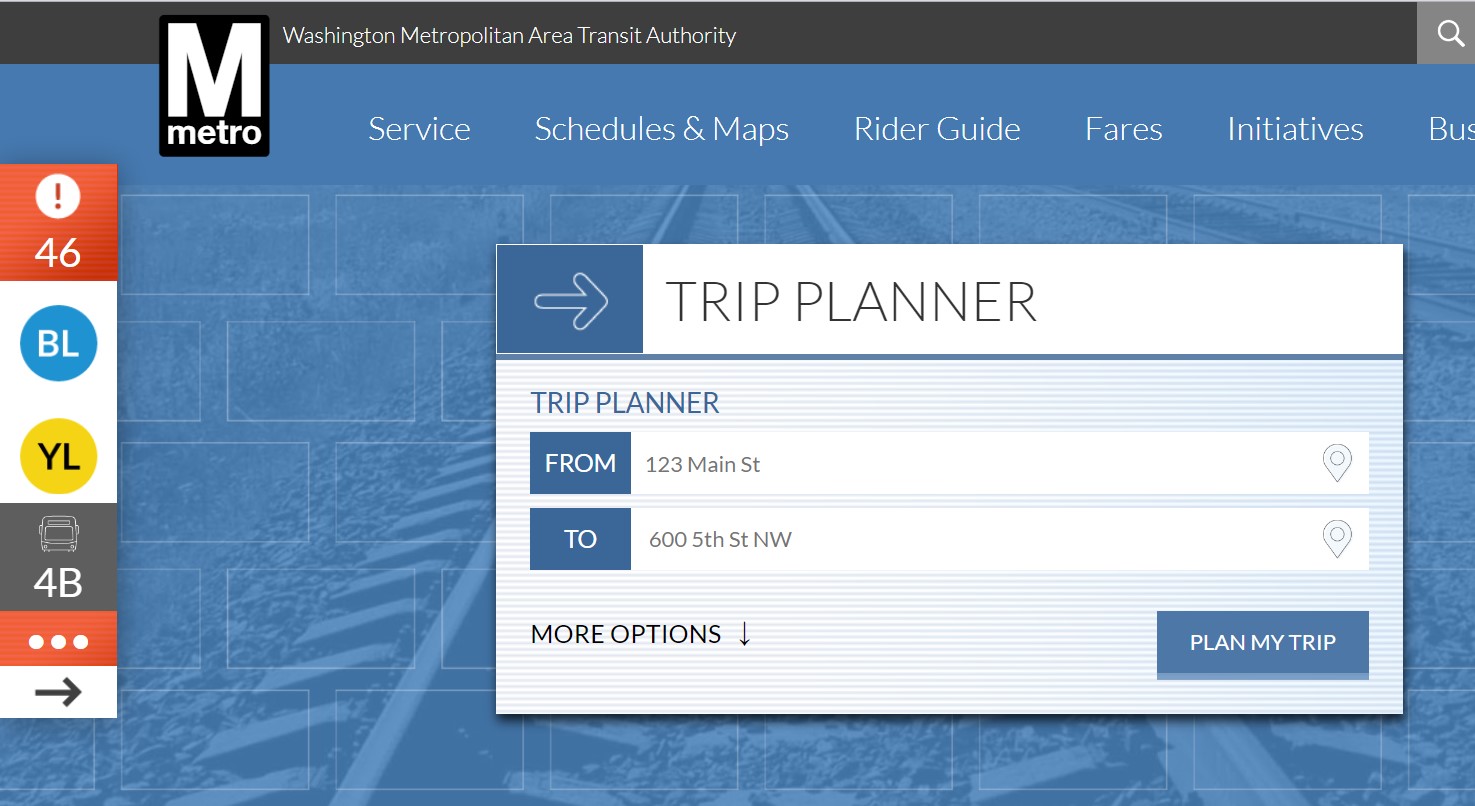 Washington Metropolitan Area Transit Authority
M
metro
Service Schedules & Maps Rider Guide Fares Initiatives Bus
!
46
BL
YL
4B
TRIP PLANNER
TRIP PLANNER
FROM 123 Main St
TO 600 5th St NW
MORE OPTIONS ↓
PLAN MY TRIP